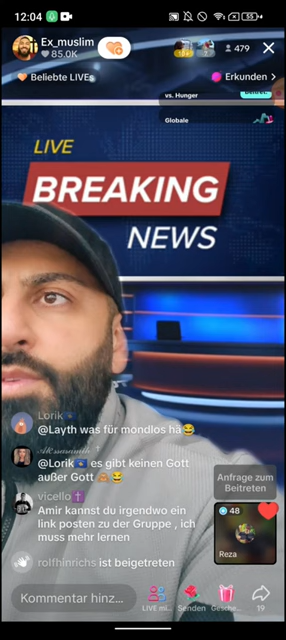 12:04
55
Ex_muslim
85.0K
479
Beliebte LIVEs
Erkunden
vs. Hunger
Globale
LIVE
BREAKING
NEWS
Lorik
@Layth was für mondlos hä😂
@Lorik es gibt keinen Gott
außer Gott 🙈😂
vicello✝️
Amir kannst du irgendwo ein
link posten zu der Gruppe , ich
muss mehr lernen
rolfhinrichs ist beigetreten
Anfrage zum
Beitreten
48
Reza
Kommentar hinz...
LIVE mi...
Senden
Gesche...
19